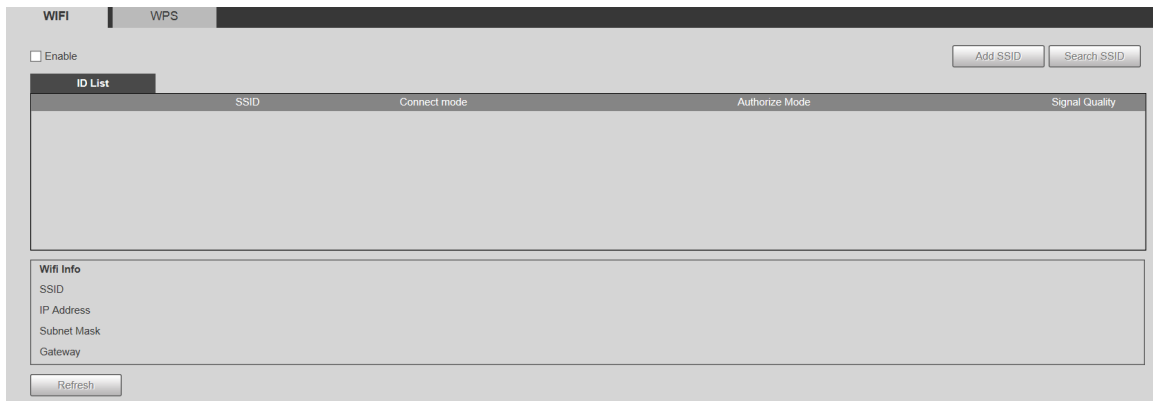 WIFI WPS
Enable Add SSID Search SSID
ID List
SSID Connect mode Authorize Mode Signal Quality
Wifi Info
SSID
IP Address
Subnet Mask
Gateway
Refresh